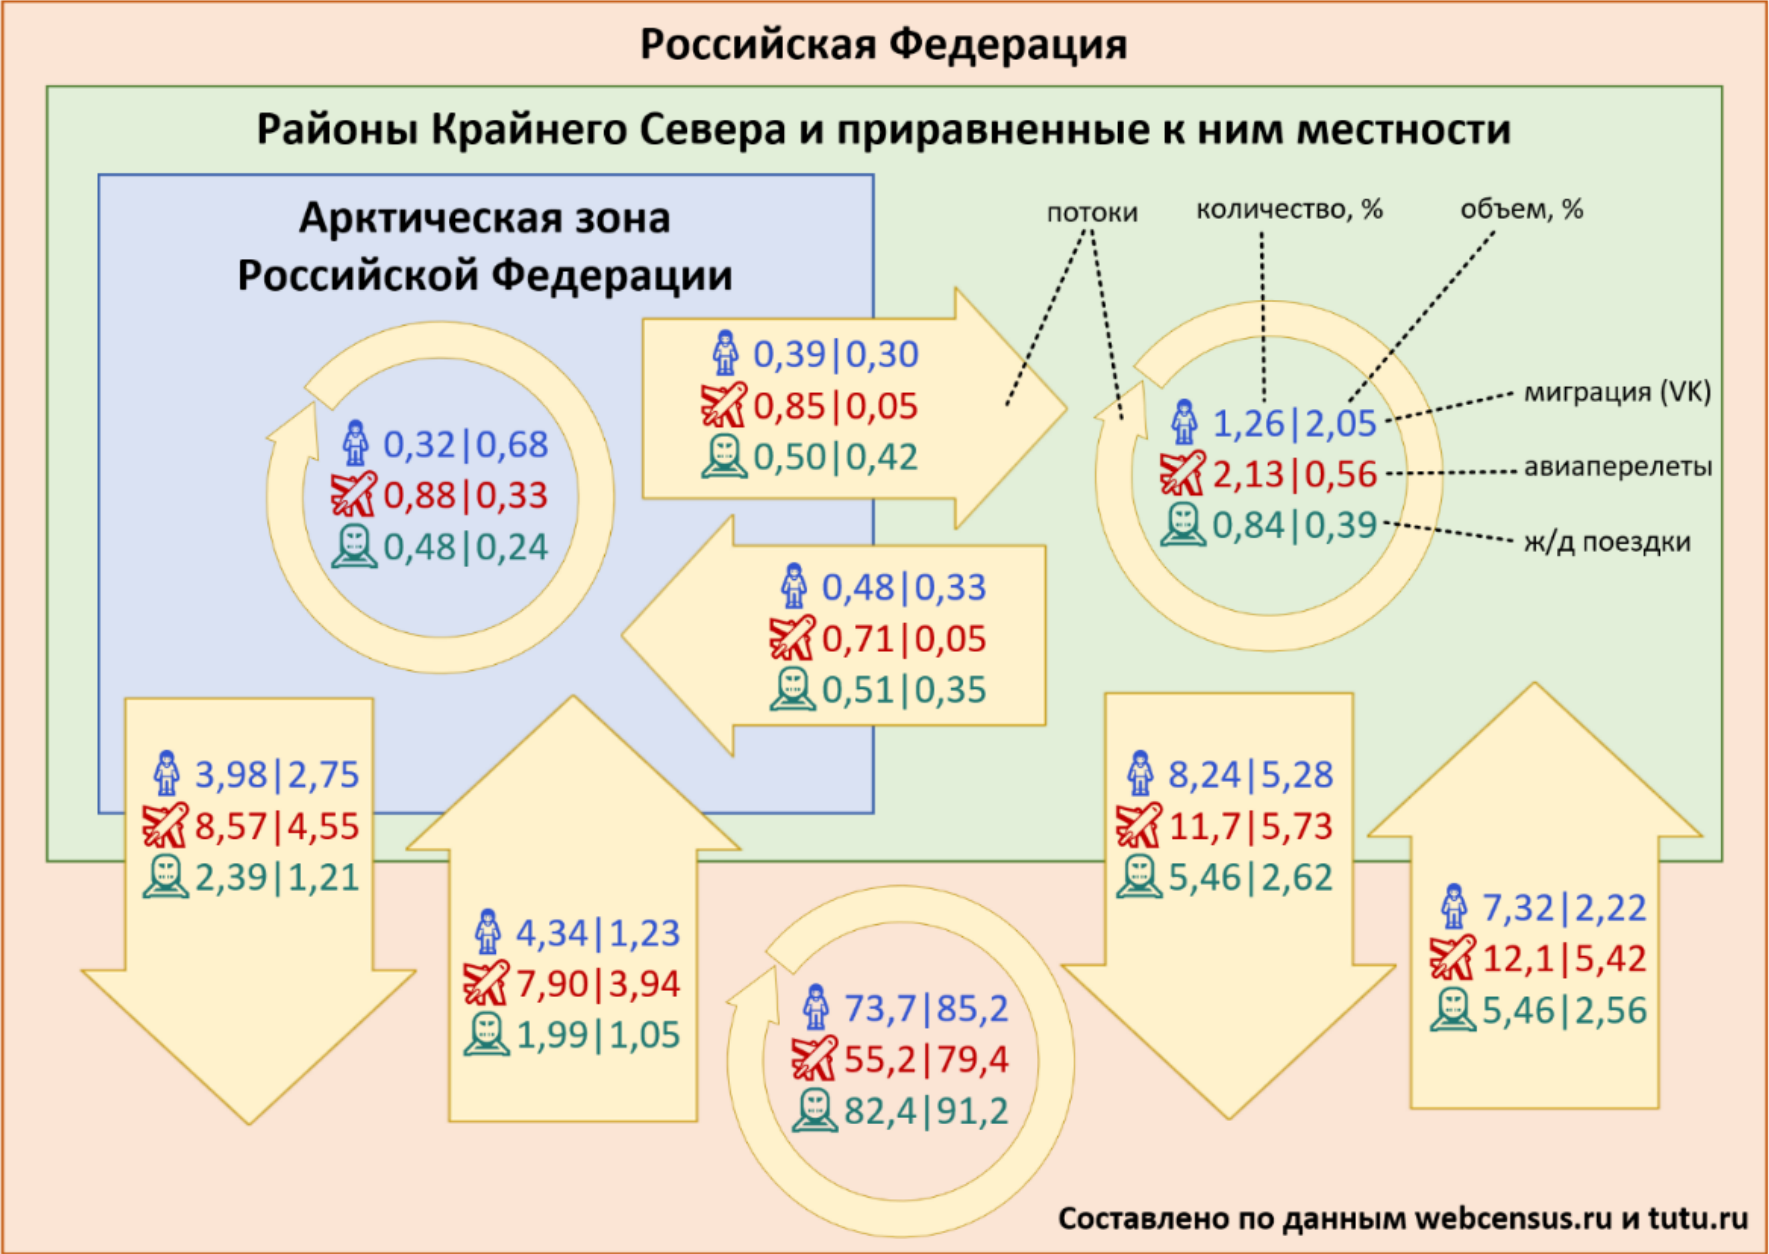 Российская Федерация
Районы Крайнего Севера и приравненные к ним местности
Арктическая зона
Российской Федерации
потоки
количество, %
объем, %
0,39|0,30
0,85|0,05
0,50|0,42
0,32|0,68
0,88|0,33
0,48|0,24
1,26|2,05
2,13|0,56
0,84|0,39
миграция (VK)
авиаперелеты
ж/д поездки
0,48|0,33
0,71|0,05
0,51|0,35
3,98|2,75
8,57|4,55
2,39|1,21
4,34|1,23
7,90|3,94
1,99|1,05
73,7|85,2
55,2|79,4
82,4|91,2
8,24|5,28
11,7|5,73
5,46|2,62
7,32|2,22
12,1|5,42
5,46|2,56
Составлено по данным webcensus.ru и tutu.ru